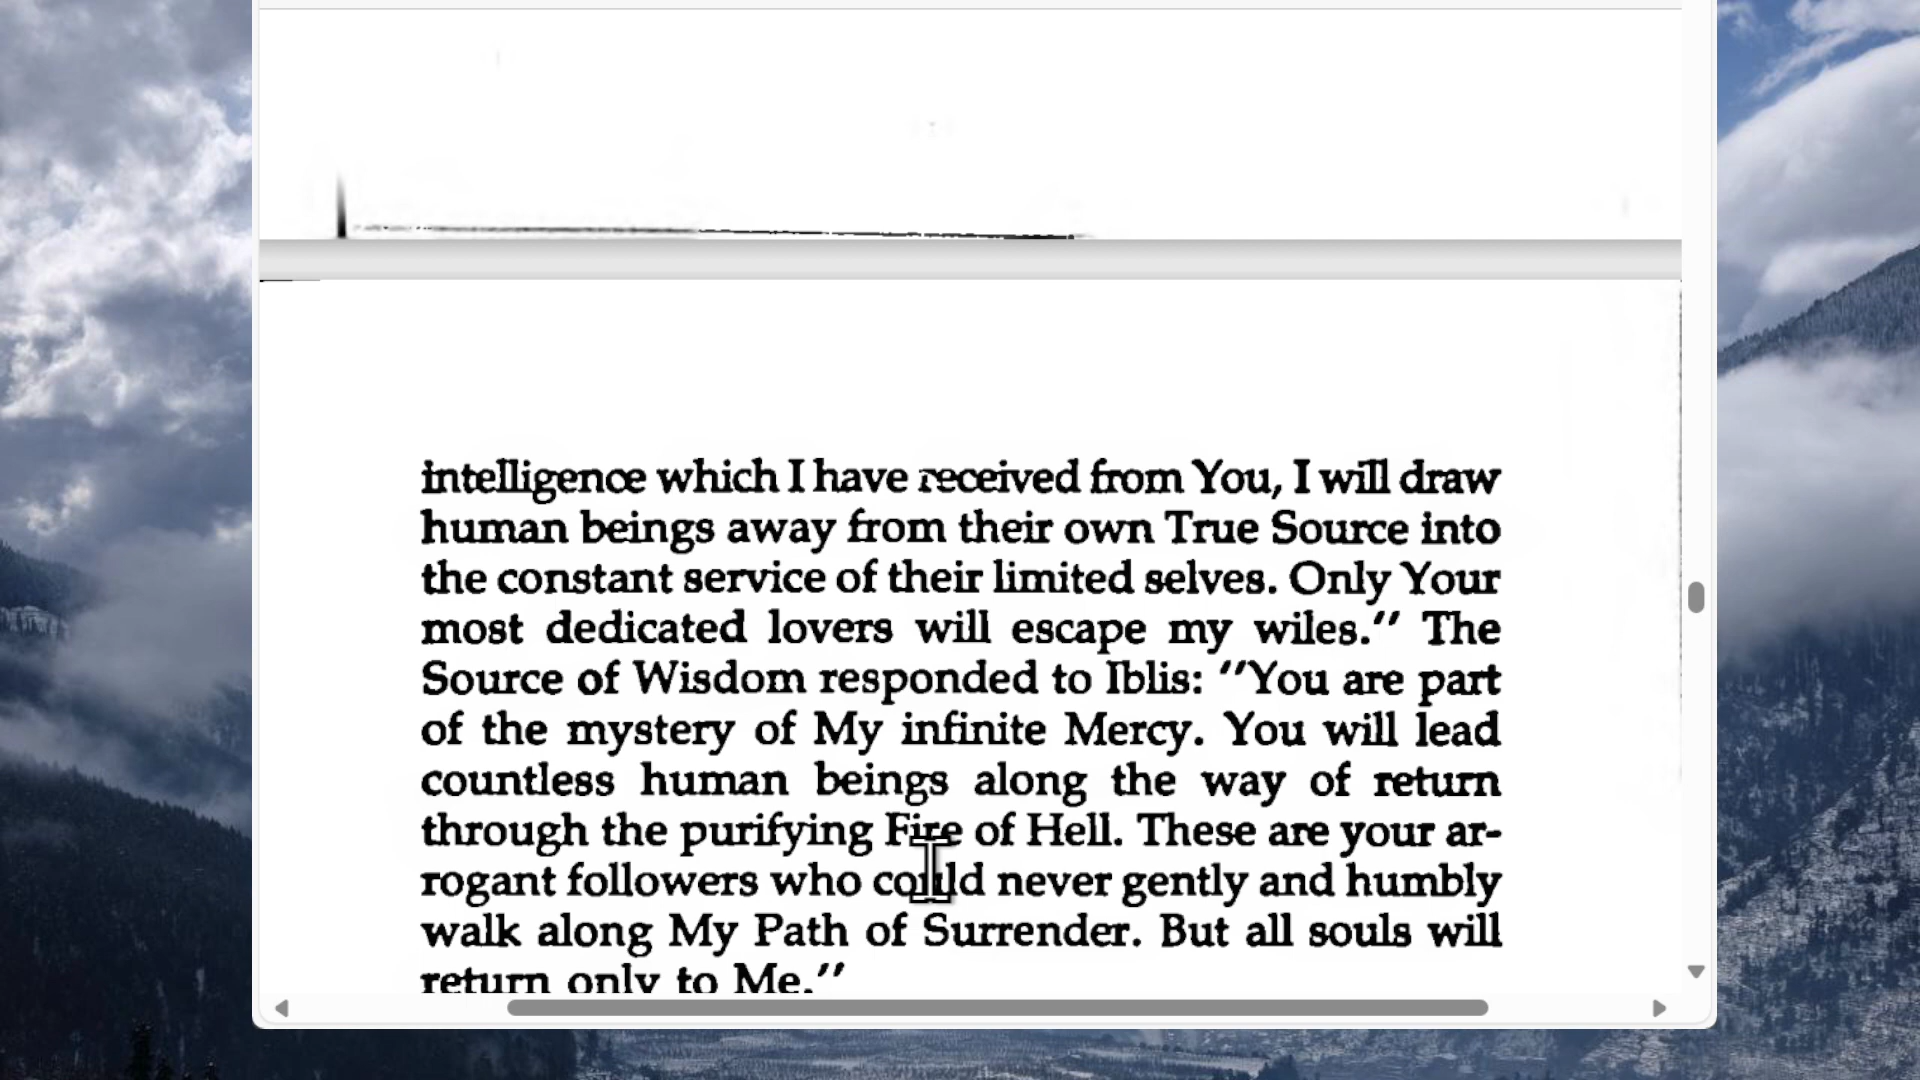 intelligence which I have received from You, I will draw
human beings away from their own True Source into
the constant service of their limited selves. Only Your
most dedicated lovers will escape my wiles.” The
Source of Wisdom responded to Iblis: “You are part
of the mystery of My infinite Mercy. You will lead
countless human beings along the way of return
through the purifying Fire of Hell. These are your ar-
rogant followers who could never gently and humbly
walk along My Path of Surrender. But all souls will
return only to Me.”